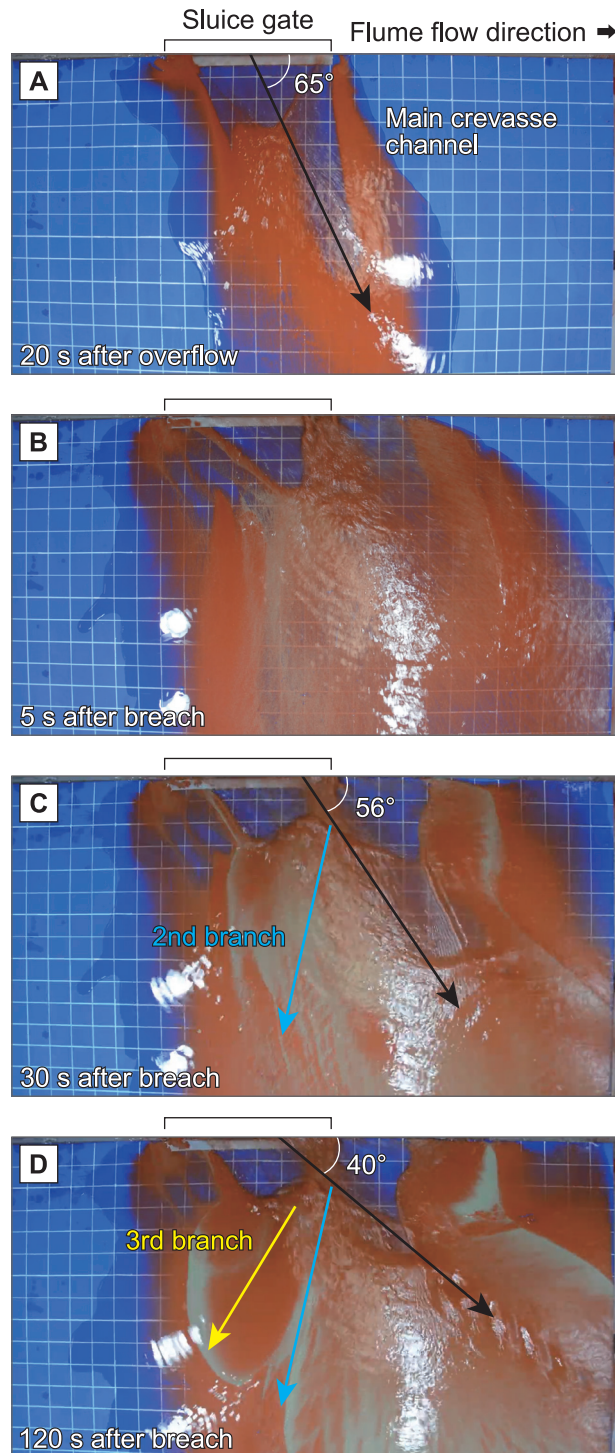 Sluice gate
Flume flow direction ➡
A
65°
Main crevasse
channel
20 s after overflow
B
5 s after breach
C
56°
2nd branch
30 s after breach
D
40°
3rd branch
120 s after breach